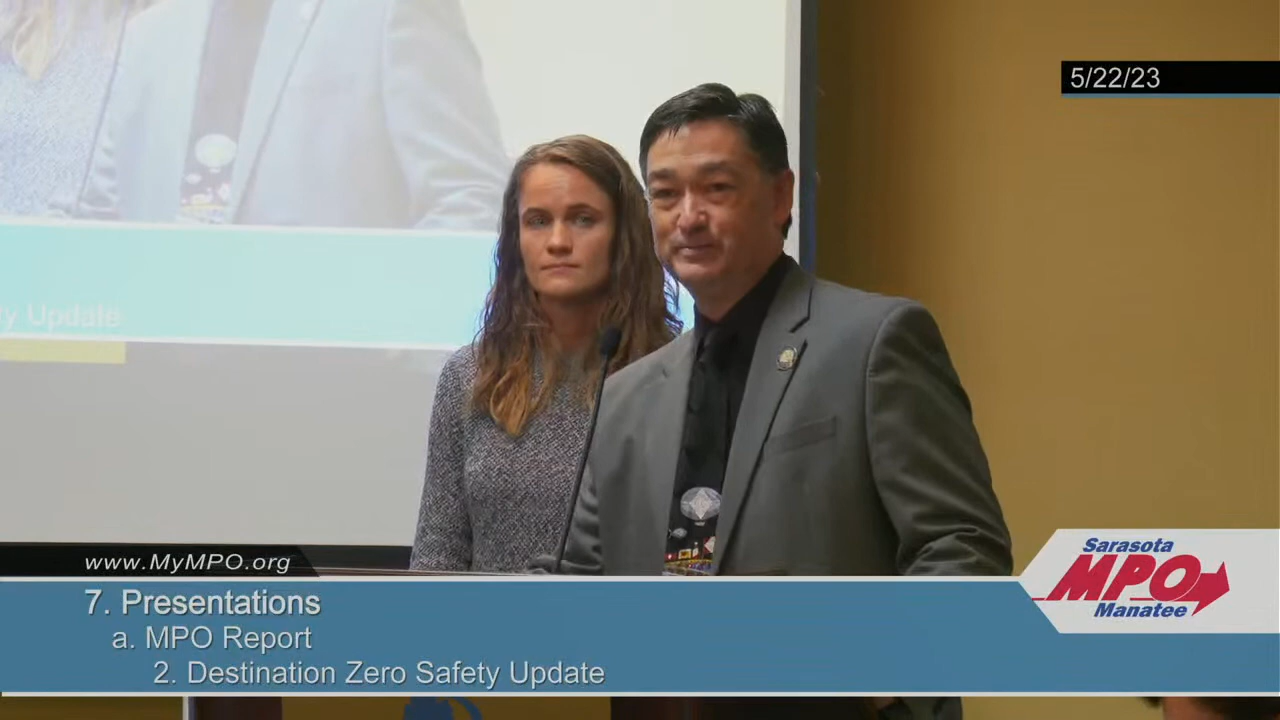 y Update
5/22/23
www.MyMPO.org
7. Presentations
a. MPO Report
2. Destination Zero Safety Update
Sarasota
MPO
Manatee